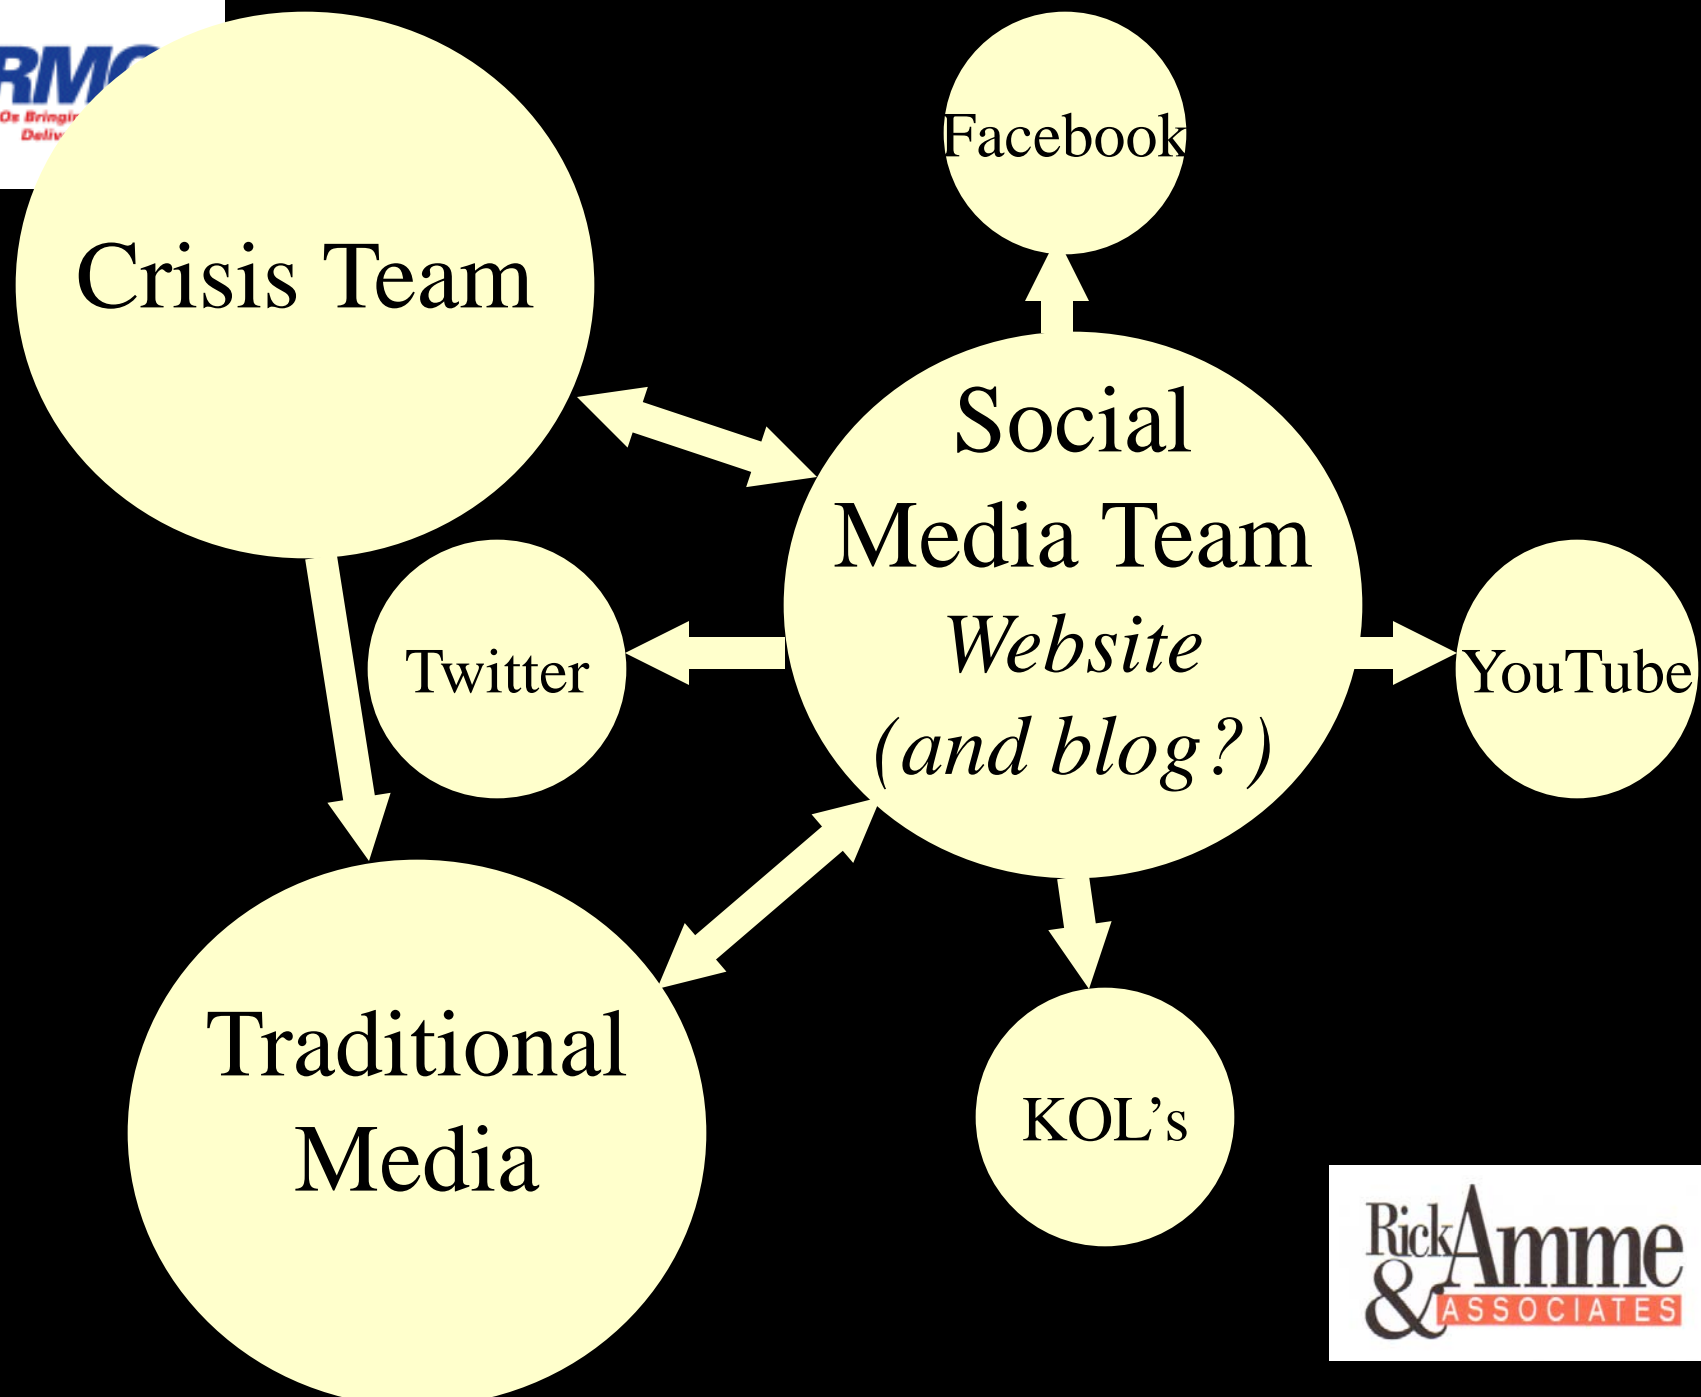 Crisis Team
Facebook
Social
Media Team
Website
(and blog?)
Twitter
YouTube
Traditional
Media
KOL’s
Rick Amme
& ASSOCIATES